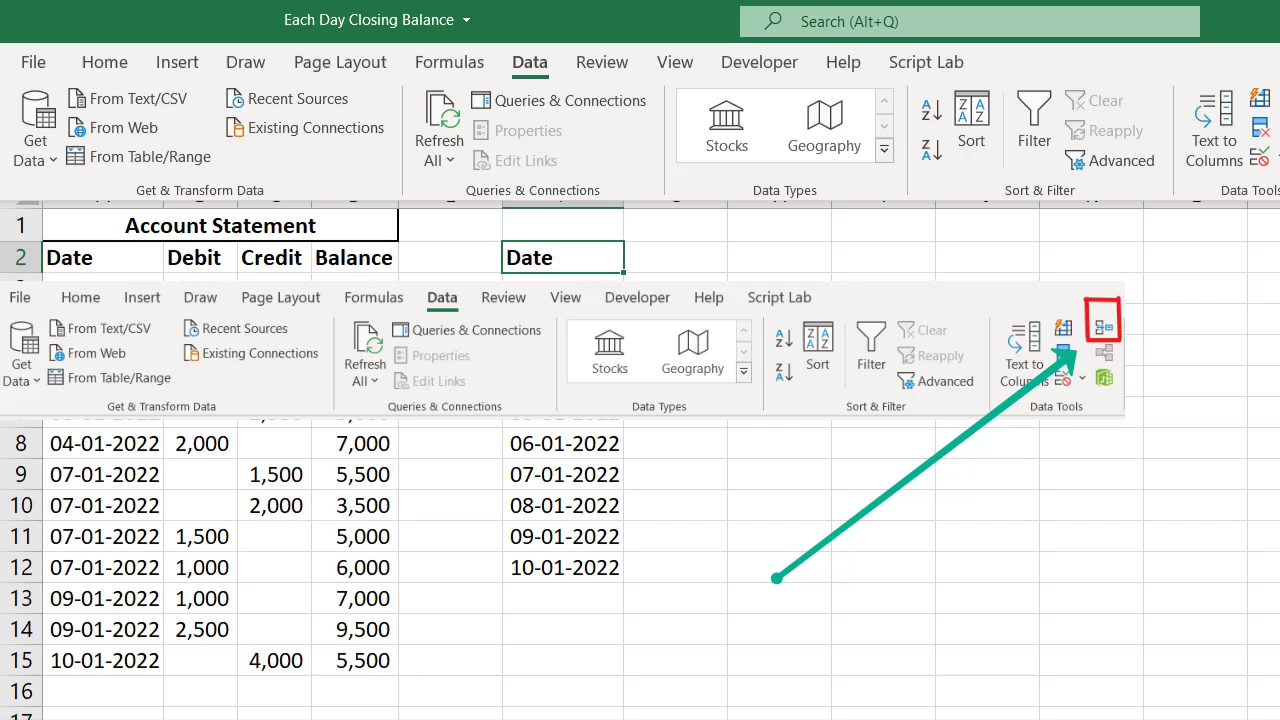 Each Day Closing Balance
Search (Alt+Q)
File Home Insert Draw Page Layout Formulas Data Review View Developer Help Script Lab
Get Data
From Text/CSV
From Web
From Table/Range
Recent Sources
Existing Connections
Get & Transform Data
Refresh All
Queries & Connections
Properties
Edit Links
Queries & Connections
Stocks
Geography
Data Types
Sort
Filter
Clear
Reapply
Advanced
Sort & Filter
Text to
Columns
Data Tools
1 Account Statement
2 Date Debit Credit Balance Date
File Home Insert Draw Page Layout Formulas Data Review View Developer Help Script Lab
Get
Data
From Text/CSV
From Web
From Table/Range
Recent Sources
Existing Connections
Get & Transform Data
Refresh
All
Queries & Connections
Properties
Edit Links
Queries & Connections
Stocks
Geography
Data Types
Sort
Filter
Clear
Reapply
Advanced
Sort & Filter
Text to
Columns
Data Tools
8 04-01-2022 2,000 7,000 06-01-2022
9 07-01-2022 1,500 5,500 07-01-2022
10 07-01-2022 2,000 3,500 08-01-2022
11 07-01-2022 1,500 5,000 09-01-2022
12 07-01-2022 1,000 6,000 10-01-2022
13 09-01-2022 1,000 7,000
14 09-01-2022 2,500 9,500
15 10-01-2022 4,000 5,500
16